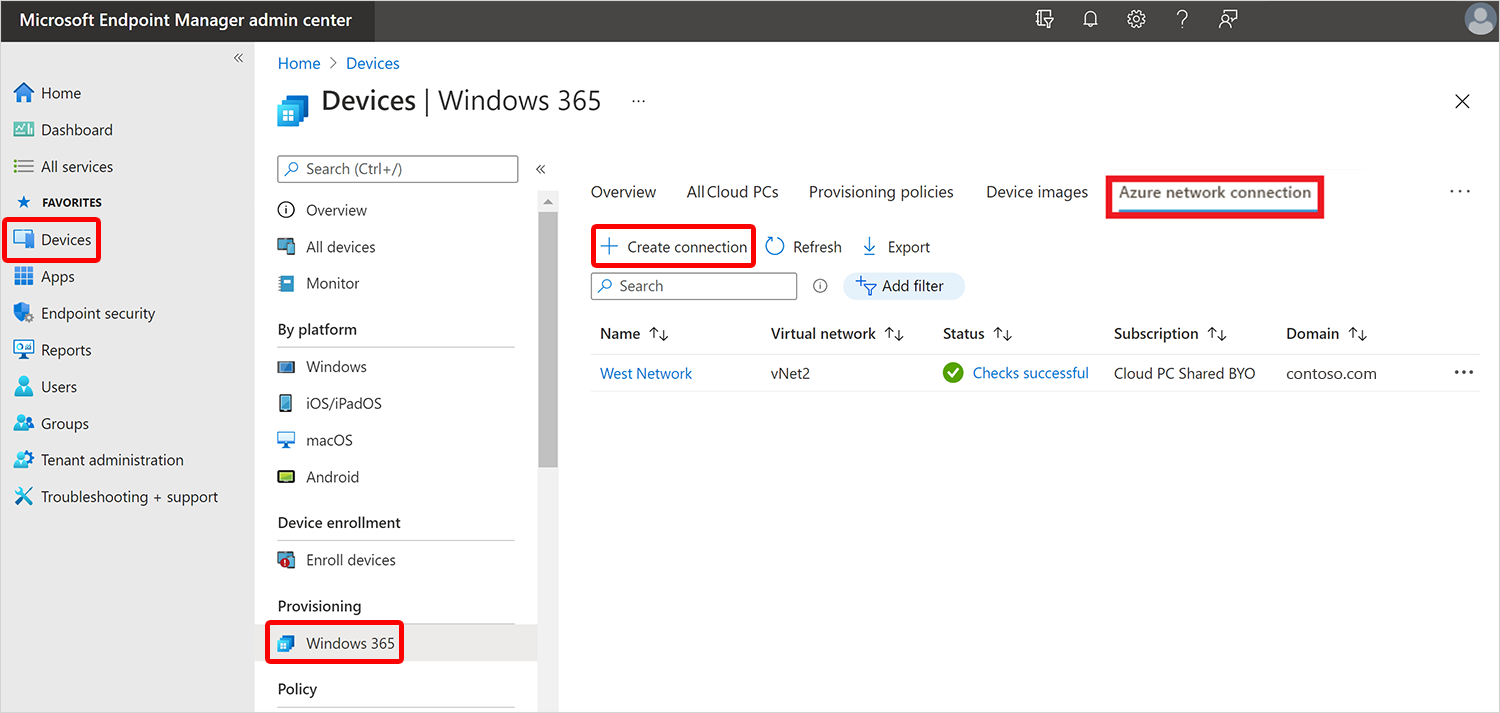 Microsoft Endpoint Manager admin center
Home
Dashboard
All services
FAVORITES
Devices
Apps
Endpoint security
Reports
Users
Groups
Tenant administration
Troubleshooting + support
Home > Devices
Devices | Windows 365 ...
Search (Ctrl+/)
Overview
All devices
Monitor
By platform
Windows
iOS/iPadOS
macOS
Android
Device enrollment
Enroll devices
Provisioning
Windows 365
Policy
Overview All Cloud PCs Provisioning policies Device images Azure network connection ...
Create connection Refresh Export
Search Add filter
Name Virtual network Status Subscription Domain
West Network vNet2 Checks successful Cloud PC Shared BYO contoso.com ...